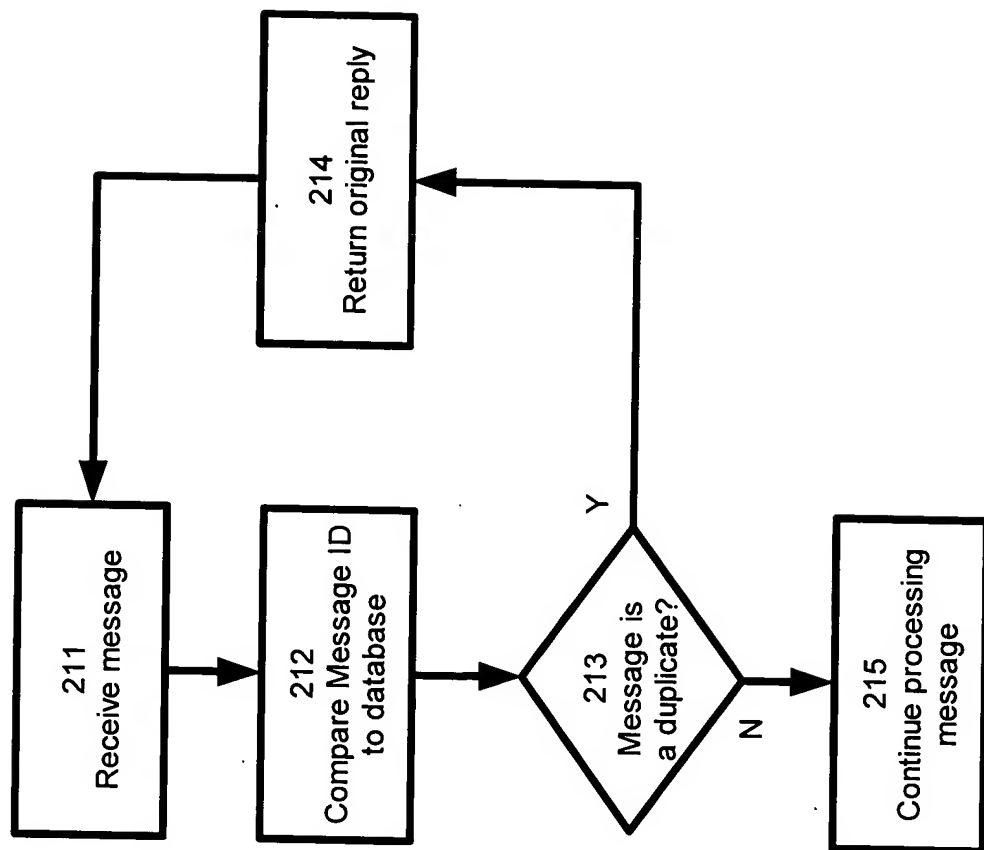 211
Receive message
212
Compare Message ID
to database
213
Message is
a duplicate?
Y
N
214
Return original reply
215
Continue processing
message